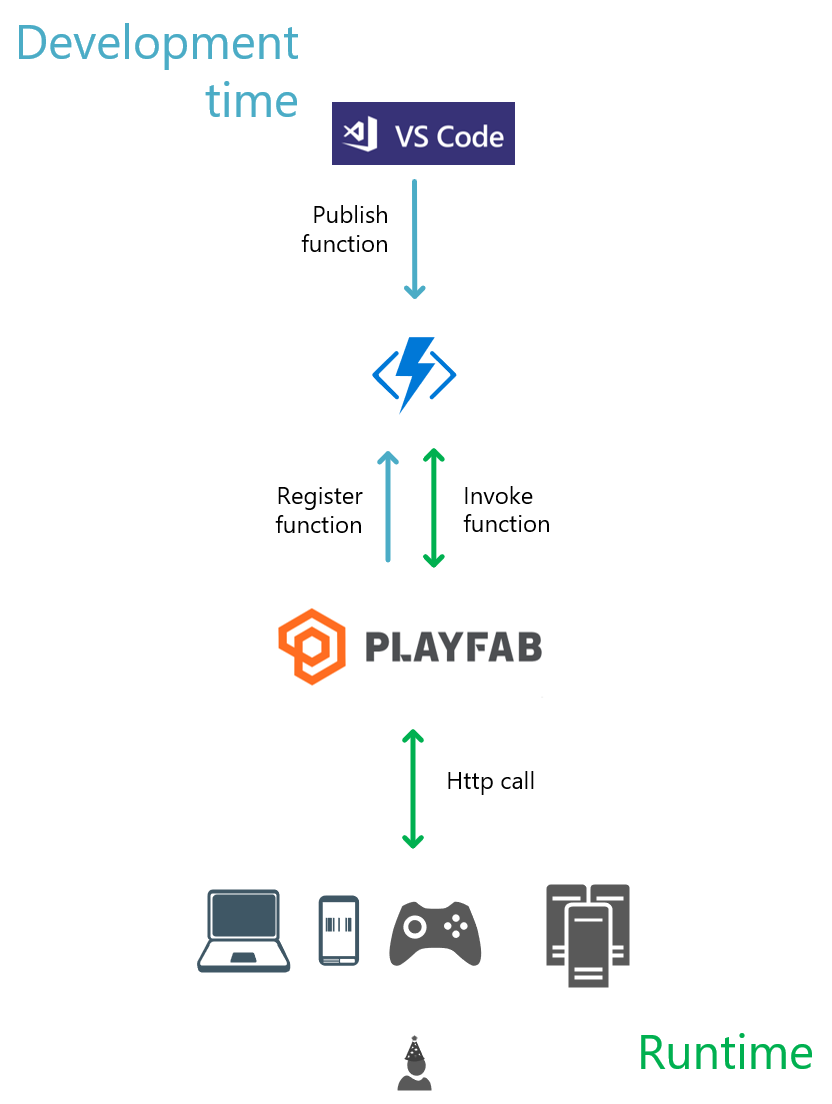 Development
time
VS Code
Publish
function
Register
function
Invoke
function
PLAYFAB
Http call
Runtime